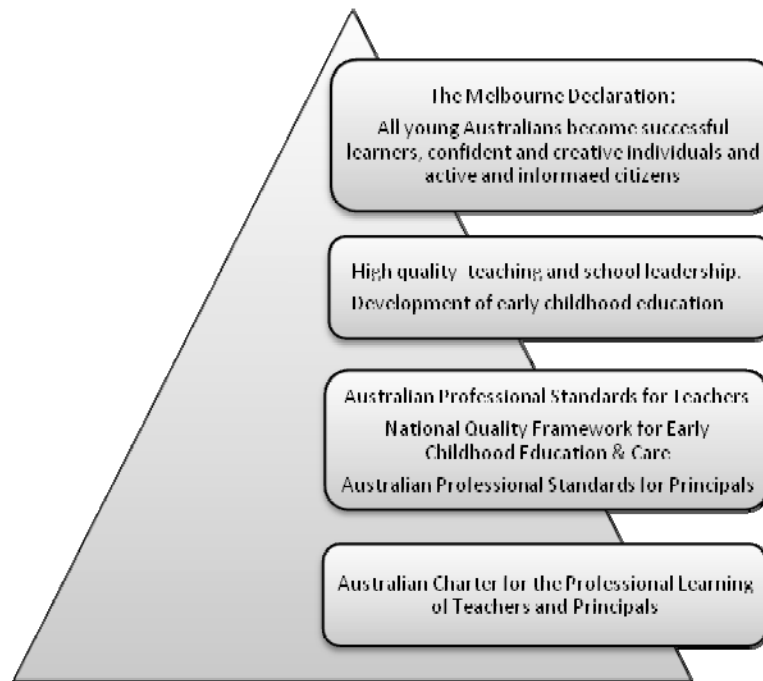 The Melbourne Declaration:
All young Australians become successful
learners, confident and creative individuals and
active and informaed citizens
High quality teaching and school leadership.
Development of early childhood education
Australian Professional Standards for Teachers
National Quality Framework for Early
Childhood Education & Care
Australian Professional Standards for Principals
Australian Charter for the Professional Learning
of Teachers and Principals